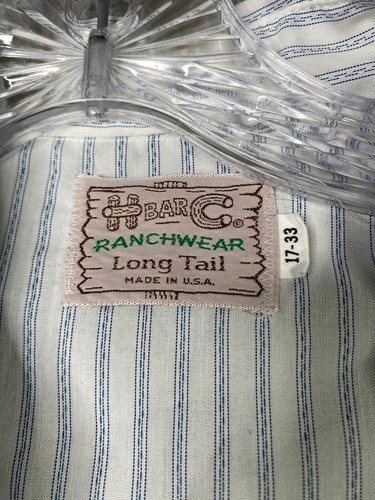 H BAR C ®
RANCHWEAR
Long Tail
MADE IN U.S.A.
17-33